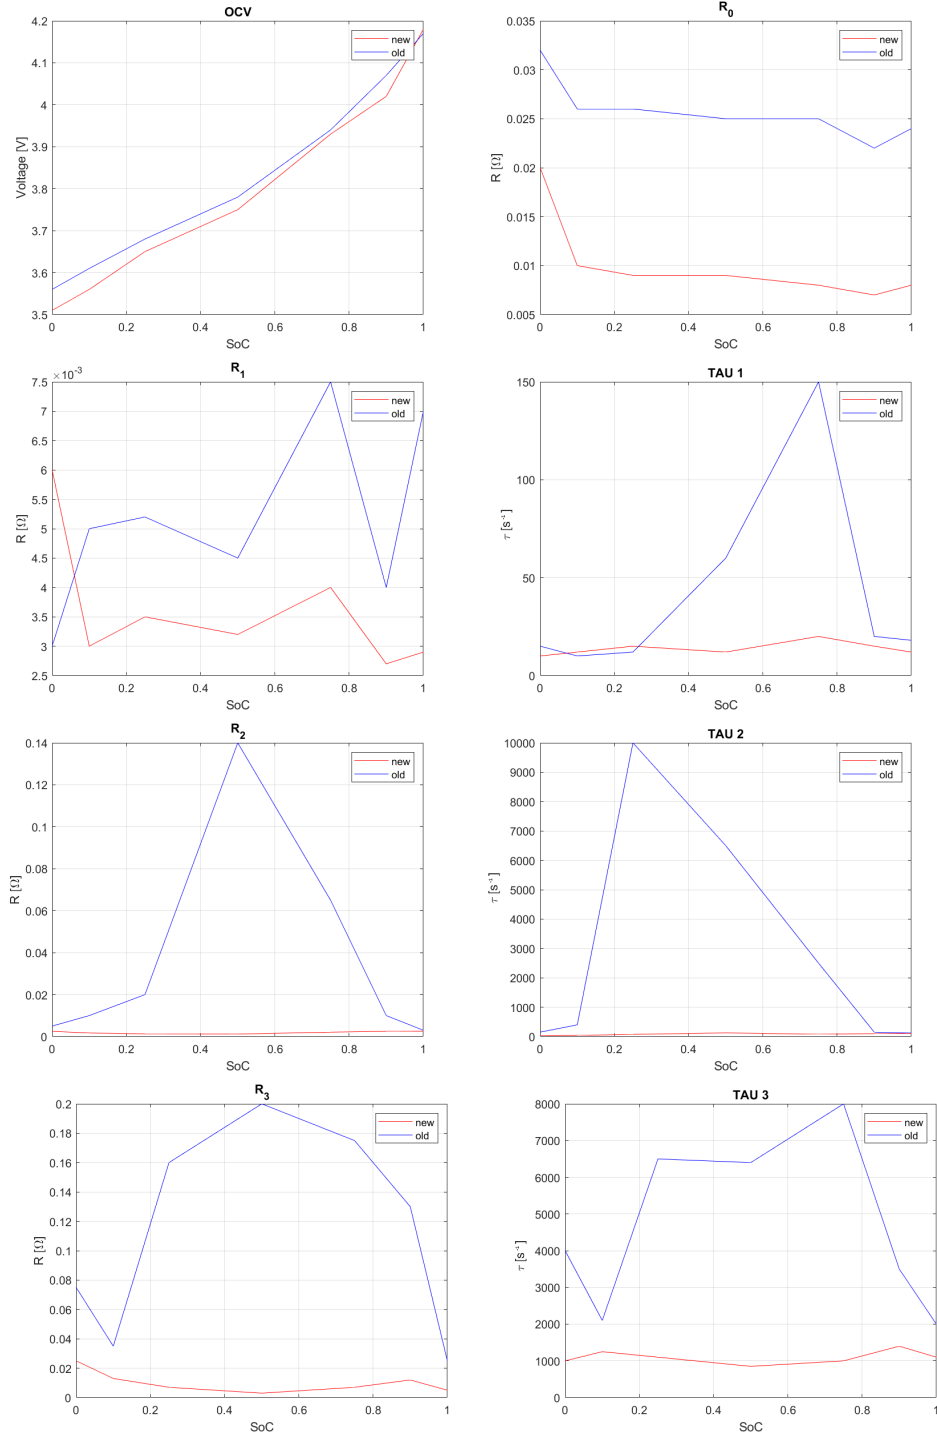 OCV
4.2
4.1
4
3.9
3.8
3.7
3.6
3.5
Voltage [V]
new
old
0 0.2 0.4 0.6 0.8 1
SoC
R0
0.035
0.03
0.025
0.02
0.015
0.01
0.005
R [Ω]
new
old
0 0.2 0.4 0.6 0.8 1
SoC
R1
×10-3
7.5
7
6.5
6
5.5
5
4.5
4
3.5
3
2.5
R [Ω]
new
old
0 0.2 0.4 0.6 0.8 1
SoC
TAU 1
150
100
50
0
τ [s-1]
new
old
0 0.2 0.4 0.6 0.8 1
SoC
R2
0.14
0.12
0.1
0.08
0.06
0.04
0.02
0
R [Ω]
new
old
0 0.2 0.4 0.6 0.8 1
SoC
TAU 2
10000
9000
8000
7000
6000
5000
4000
3000
2000
1000
0
τ [s-1]
new
old
0 0.2 0.4 0.6 0.8 1
SoC
R3
0.2
0.18
0.16
0.14
0.12
0.1
0.08
0.06
0.04
0.02
0
R [Ω]
new
old
0 0.2 0.4 0.6 0.8 1
SoC
TAU 3
8000
7000
6000
5000
4000
3000
2000
1000
0
τ [s-1]
new
old
0 0.2 0.4 0.6 0.8 1
SoC